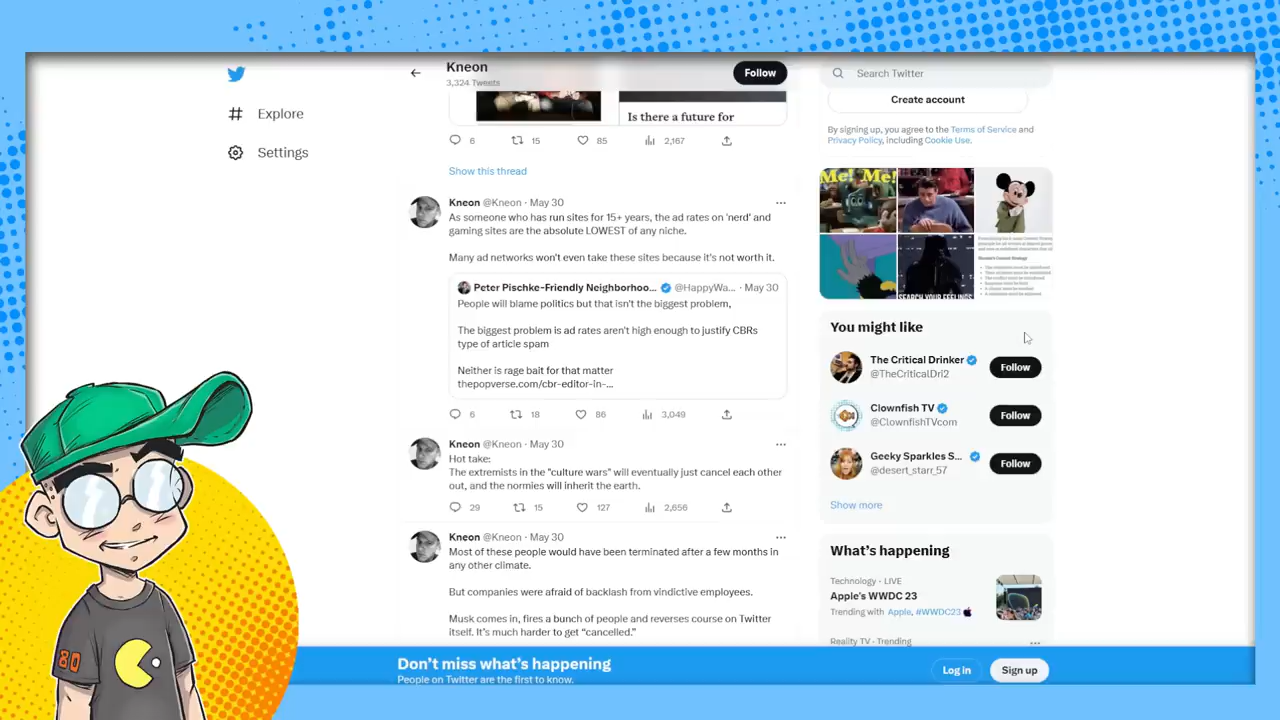 Kneon
3,324 Tweets
Follow
Search Twitter
Explore
Settings
Create account
By signing up, you agree to the Terms of Service and
Privacy Policy, including Cookie Use.
Is there a future for
6 15 85 2,167
Show this thread
Kneon @Kneon · May 30
As someone who has run sites for 15+ years, the ad rates on 'nerd' and
gaming sites are the absolute LOWEST of any niche.
Many ad networks won't even take these sites because it's not worth it.
Peter Pischke-Friendly Neighborhoo... @HappyWa... · May 30
People will blame politics but that isn't the biggest problem,
The biggest problem is ad rates aren't high enough to justify CBRs
type of article spam
Neither is rage bait for that matter
thepopverse.com/cbr-editor-in-...
6 18 86 3,049
Kneon @Kneon · May 30
Hot take:
The extremists in the "culture wars" will eventually just cancel each other
out, and the normies will inherit the earth.
29 15 127 2,656
Kneon @Kneon · May 30
Most of these people would have been terminated after a few months in
any other climate.
But companies were afraid of backlash from vindictive employees.
Musk comes in, fires a bunch of people and reverses course on Twitter
itself. It's much harder to get "cancelled."
Me! Me!
SEARCH YOUR FEELINGS
You might like
The Critical Drinker
@TheCriticalDri2
Follow
Clownfish TV
@ClownfishTVcom
Follow
Geeky Sparkles S...
@desert_starr_57
Follow
Show more
What's happening
Technology · LIVE
Apple's WWDC 23
Trending with Apple, #WWDC23
Reality TV · Trending
80
Don't miss what's happening
People on Twitter are the first to know.
Log in
Sign up